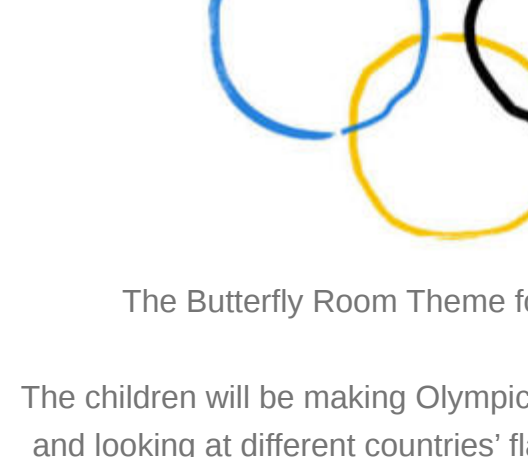 The Butterfly Room Theme
The children will be making Olympic
and looking at different countries’